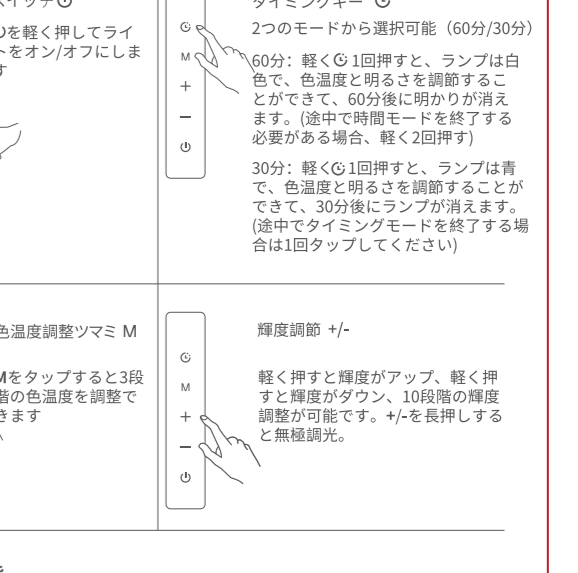 タイミングキー
2つのモードから選択可能（60分/30分）
60分：軽く 1回押すと、ランプは白
色で、色温度と明るさを調節するこ
とができて、60分後に明かりが消え
ます。(途中で時間モードを終了する
必要がある場合、軽く2回押す)
30分：軽く 1回押すと、ランプは青
で、色温度と明るさを調節することが
できて、30分後にランプが消えます。
(途中でタイミングモードを終了する場
合は1回タップしてください)
を軽く押してライ
トをオン/オフにしま
す
M
+
-
色温度調整ツマミ M
Mをタップすると3段
階の色温度を調整で
きます
輝度調節 +/-
軽く押すと輝度がアップ、軽く押
すと輝度がダウン、10段階の輝度
調整が可能です。+/-を長押しする
と無極調光。
M
+
-